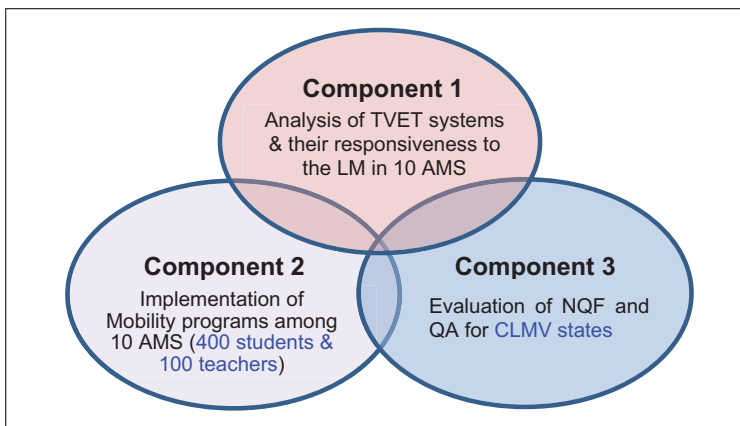 Component 1
Analysis of TVET systems
& their responsiveness to
the LM in 10 AMS
Component 2
Implementation of
Mobility programs among
10 AMS (400 students &
100 teachers)
Component 3
Evaluation of NQF and
QA for CLMV states